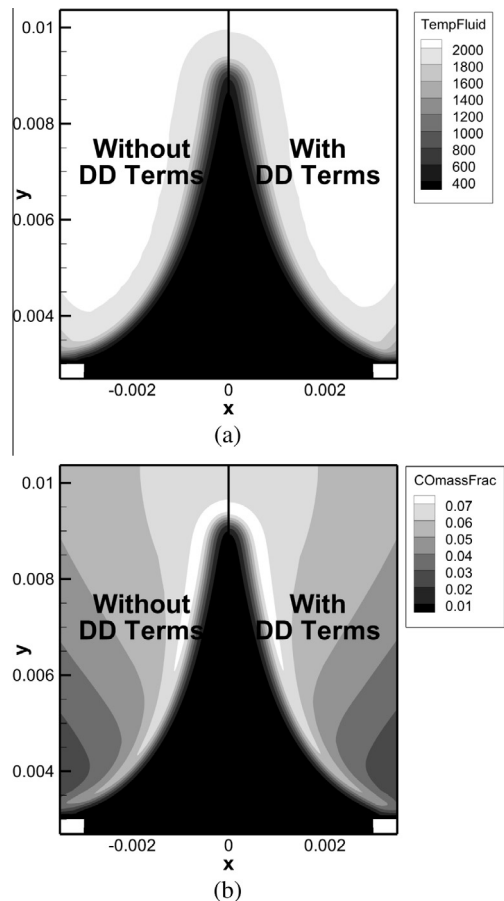 0.01
0.008
0.006
0.004
y
Without
DD Terms
With
DD Terms
-0.002
0
0.002
x
TempFluid
2000
1800
1600
1400
1200
1000
800
600
400
(a)
0.01
0.008
0.006
0.004
y
Without
DD Terms
With
DD Terms
-0.002
0
0.002
x
COmassFrac
0.07
0.06
0.05
0.04
0.03
0.02
0.01
(b)